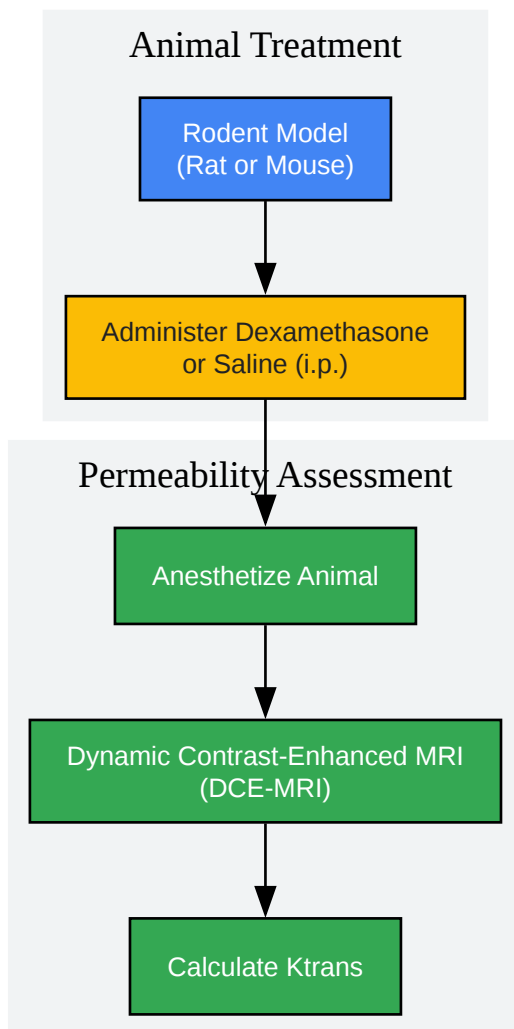 Animal Treatment
Rodent Model
(Rat or Mouse)
Administer Dexamethasone
or Saline (i.p.)
Permeability Assessment
Anesthetize Animal
Dynamic Contrast-Enhanced MRI
(DCE-MRI)
Calculate Ktrans